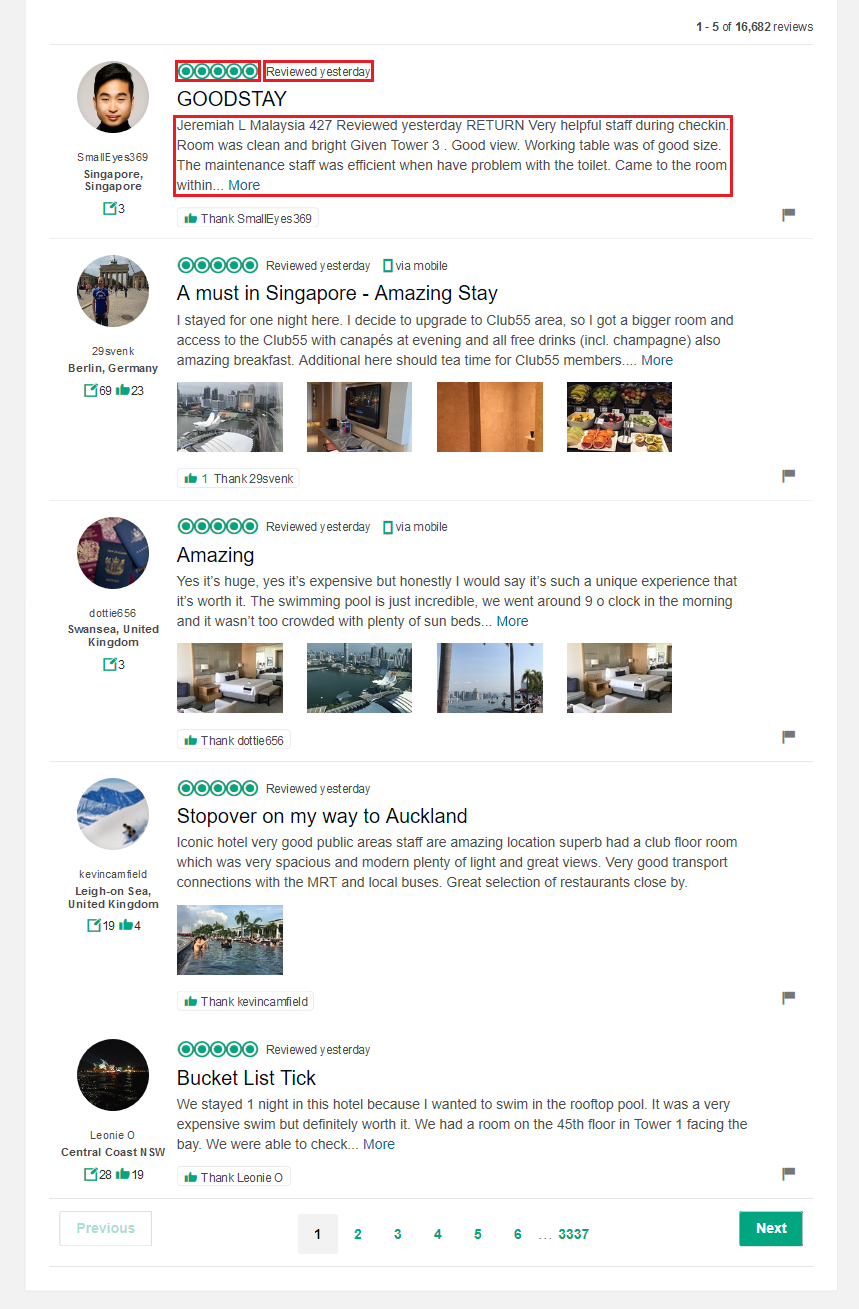 1 - 5 of 16,682 reviews
Reviewed yesterday
GOODSTAY
Jeremiah L Malaysia 427 Reviewed yesterday RETURN Very helpful staff during checkin.
Room was clean and bright Given Tower 3 . Good view. Working table was of good size.
The maintenance staff was efficient when have problem with the toilet. Came to the room
within... More
SmallEyes369
Singapore,
Singapore
3
Thank SmallEyes369
Reviewed yesterday via mobile
A must in Singapore - Amazing Stay
I stayed for one night here. I decide to upgrade to Club55 area, so I got a bigger room and
access to the Club55 with canapés at evening and all free drinks (incl. champagne) also
amazing breakfast. Additional here should tea time for Club55 members.... More
29svenk
Berlin, Germany
69 23
1 Thank 29svenk
Reviewed yesterday via mobile
Amazing
Yes it’s huge, yes it’s expensive but honestly I would say it’s such a unique experience that
it’s worth it. The swimming pool is just incredible, we went around 9 o clock in the morning
and it wasn’t too crowded with plenty of sun beds... More
dottie656
Swansea, United
Kingdom
3
Thank dottie656
Reviewed yesterday
Stopover on my way to Auckland
Iconic hotel very good public areas staff are amazing location superb had a club floor room
which was very spacious and modern plenty of light and great views. Very good transport
connections with the MRT and local buses. Great selection of restaurants close by.
kevincamfield
Leigh-on Sea,
United Kingdom
19 4
Thank kevincamfield
Reviewed yesterday
Bucket List Tick
We stayed 1 night in this hotel because I wanted to swim in the rooftop pool. It was a very
expensive swim but definitely worth it. We had a room on the 45th floor in Tower 1 facing the
bay. We were able to check... More
Leonie O
Central Coast NSW
28 19
Thank Leonie O
Previous 1 2 3 4 5 6 ... 3337 Next